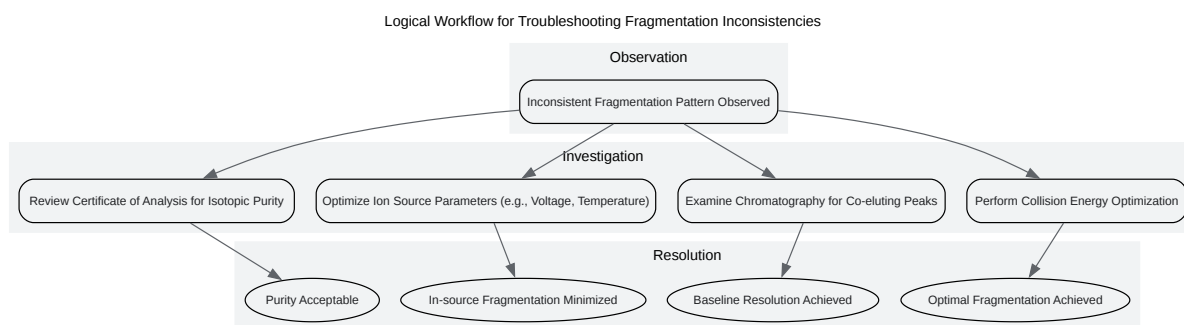 Logical Workflow for Troubleshooting Fragmentation Inconsistencies
Observation
Inconsistent Fragmentation Pattern Observed
Investigation
Review Certificate of Analysis for Isotopic Purity
Optimize Ion Source Parameters (e.g., Voltage, Temperature)
Examine Chromatography for Co-eluting Peaks
Perform Collision Energy Optimization
Resolution
Purity Acceptable
In-source Fragmentation Minimized
Baseline Resolution Achieved
Optimal Fragmentation Achieved